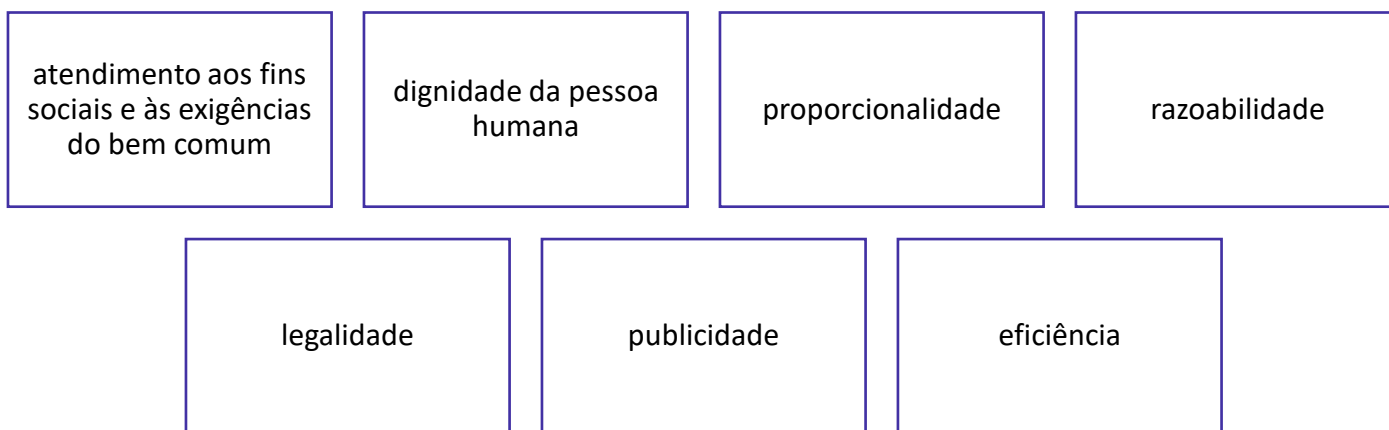 atendimento aos fins
sociais e às exigências
do bem comum
dignidade da pessoa
humana
proporcionalidade
razoabilidade
legalidade
publicidade
eficiência